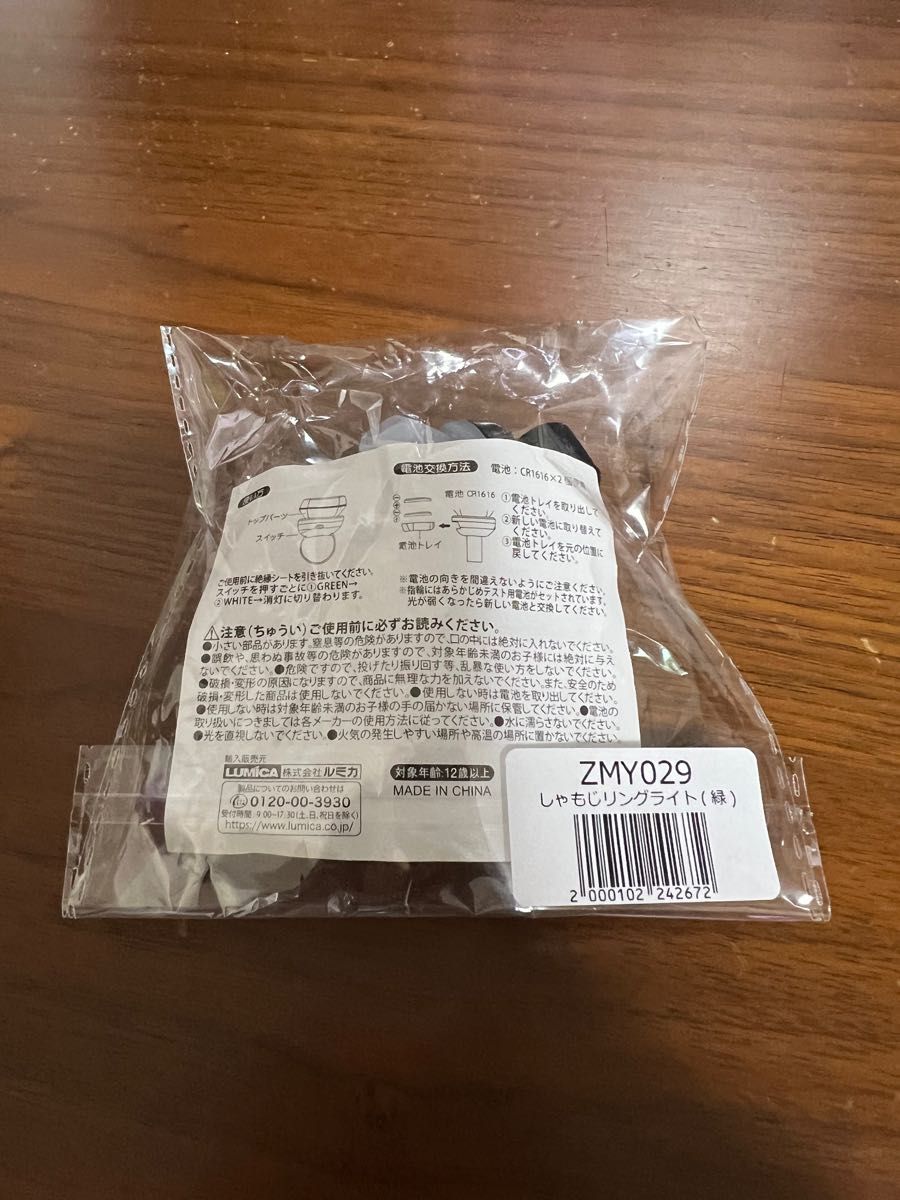 使い方
トップパーツ
スイッチ
ご使用前に絶縁シートを引き抜いてください。
スイッチを押すごとに①GREEN→
②WHITE→消灯に切り替わります。
電池交換方法 電池:CR1616×2
電池 CR1616
電池トレイ
①電池トレイを取り出して
ください。
②新しい電池に取り替えて
ください。
③電池トレイを元の位置に
戻してください。
※電池の向きを間違えないようにご注意ください。
※指輪にはあらかじめテスト用電池がセットされています。
光が弱くなったら新しい電池と交換してください。
⚠注意(ちゅうい)ご使用前に必ずお読みください。
●小さい部品があります。窒息等の危険がありますので、口の中には絶対に入れないでください。
●誤飲や、思わぬ事故等の危険がありますので、対象年齢未満のお子様には絶対に与え
ないでください。●危険ですので、投げたり振り回す等、乱暴な使い方をしないでください。
●破損・変形の原因になりますので、商品に無理な力を加えないでください。また、安全のため
破損・変形した商品は使用しないでください。●使用しない時は電池を取り出してください。
●使用しない時は対象年齢未満のお子様の手の届かない場所に保管してください。●電池の
取り扱いにつきましては各メーカーの使用方法に従ってください。●水に濡らさないでください。
●光を直視しないでください。●火気の発生しやすい場所や高温の場所に置かないでください。
輸入販売元
LUMICA 株式会社ルミカ
製品についてのお問い合わせは
0120-00-3930
受付時間 9:00~17:30(土、日、祝日を除く)
https://www.lumica.co.jp/
対象年齢:12歳以上
MADE IN CHINA
ZMY029
しゃもじリングライト(緑)
2 000102 242672